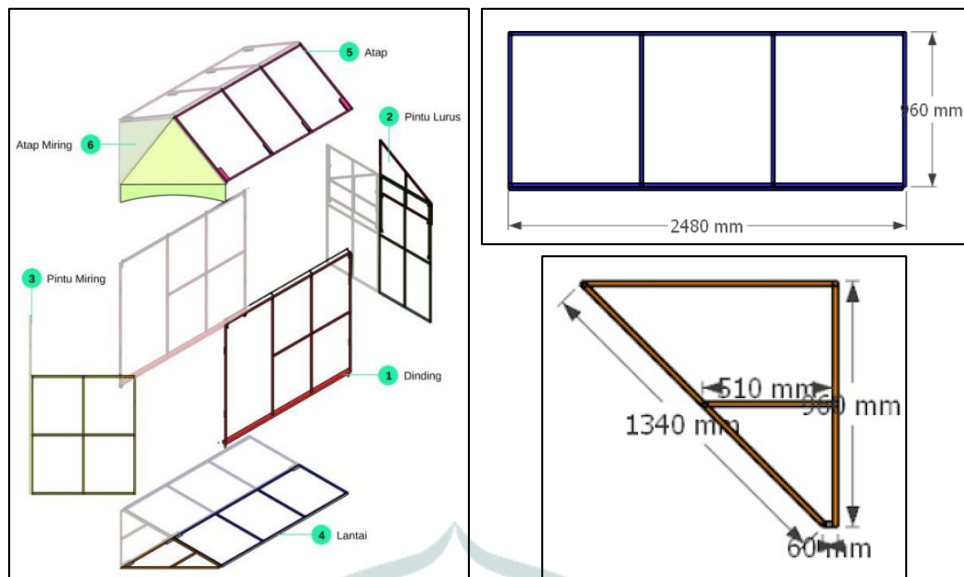 5 Atap
2 Pintu Lurus
6 Atap Miring
3 Pintu Miring
1 Dinding
4 Lantai
960 mm
2480 mm
510 mm
960 mm
1340 mm
60 mm